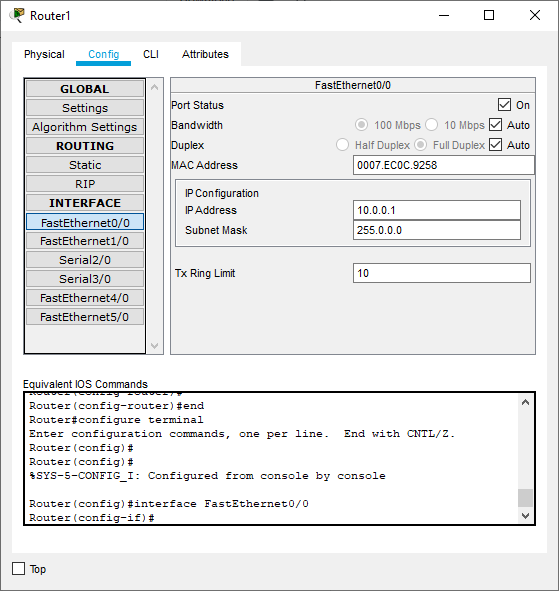 Router1
Physical Config CLI Attributes
GLOBAL
Settings
Algorithm Settings
ROUTING
Static
RIP
INTERFACE
FastEthernet0/0
FastEthernet1/0
Serial2/0
Serial3/0
FastEthernet4/0
FastEthernet5/0
FastEthernet0/0
Port Status On
Bandwidth 100 Mbps 10 Mbps Auto
Duplex Half Duplex Full Duplex Auto
MAC Address 0007.EC0C.9258
IP Configuration
IP Address 10.0.0.1
Subnet Mask 255.0.0.0
Tx Ring Limit 10
Equivalent IOS Commands
Router(config-router)#
Router(config-router)#end
Router#configure terminal
Enter configuration commands, one per line. End with CNTL/Z.
Router(config)#
Router(config)#
%SYS-5-CONFIG_I: Configured from console by console
Router(config)#interface FastEthernet0/0
Router(config-if)#
Top